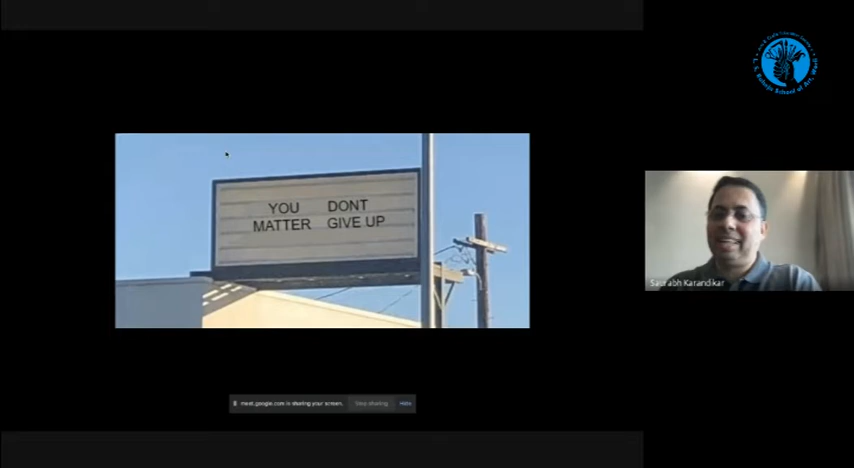 YOU DONT
MATTER GIVE UP
Saurabh Karandikar
meet.google.com is sharing your screen. Stop sharing Hide